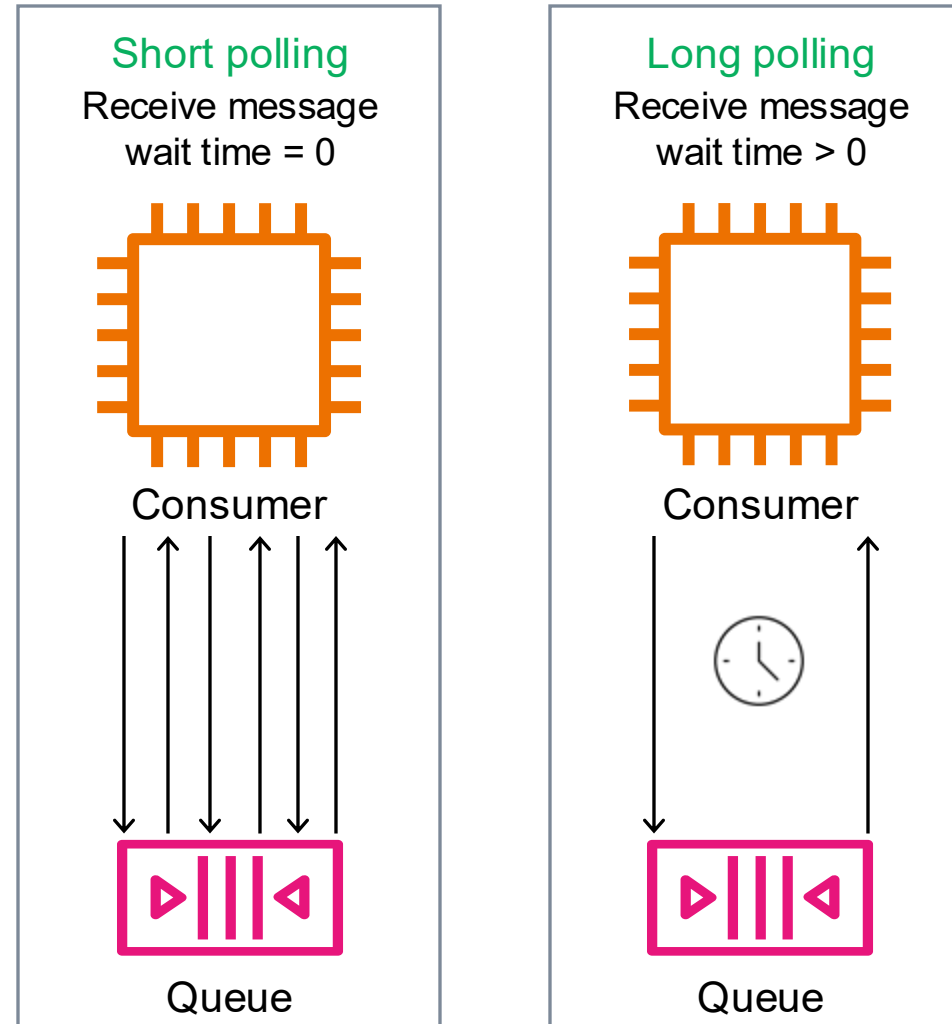 Short polling
Receive message
wait time = 0
Consumer
Queue
Long polling
Receive message
wait time > 0
Consumer
Queue